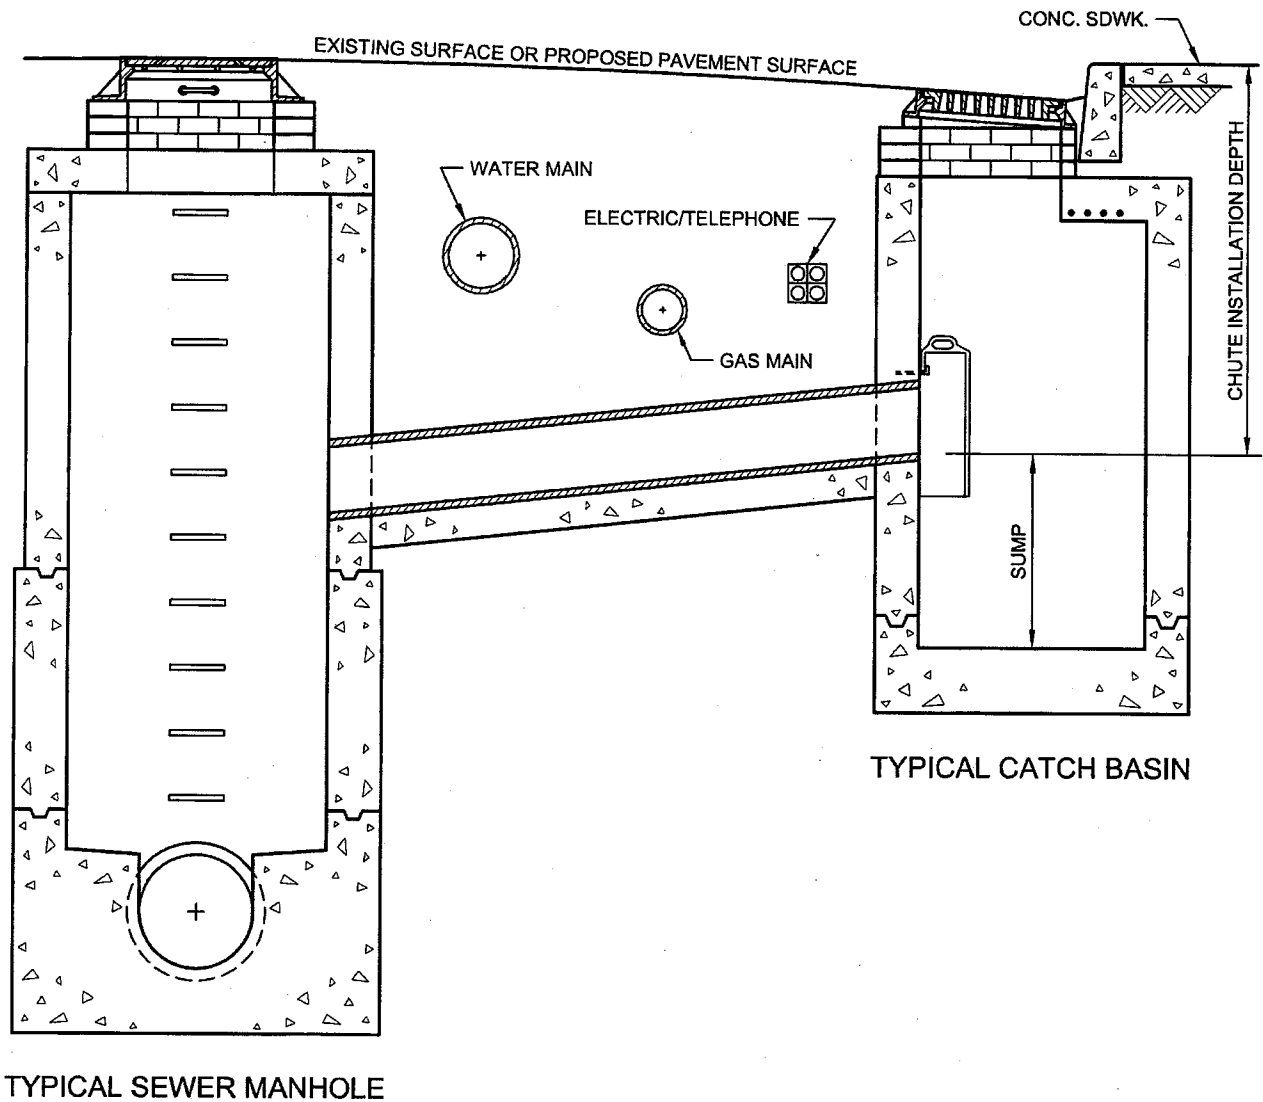 CONC. SDWK.
EXISTING SURFACE OR PROPOSED PAVEMENT SURFACE
WATER MAIN
ELECTRIC/TELEPHONE
GAS MAIN
CHUTE INSTALLATION DEPTH
SUMP
TYPICAL CATCH BASIN
TYPICAL SEWER MANHOLE